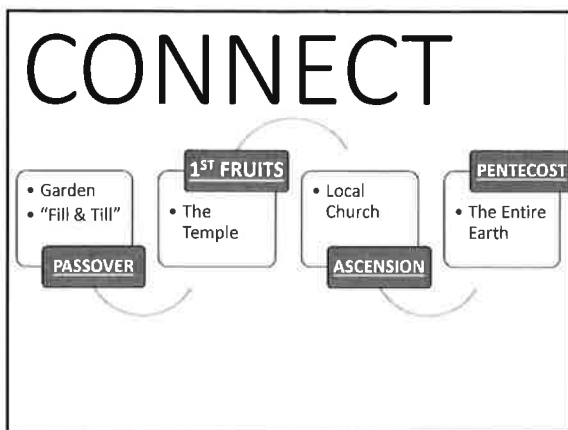 CONNECT
• Garden
• "Fill & Till"
PASSOVER
1ST FRUITS
• The
Temple
• Local
Church
ASCENSION
PENTECOST
• The Entire
Earth